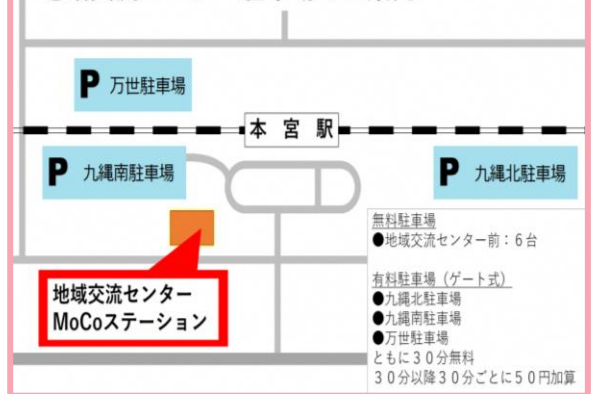 P 万世駐車場
本宮駅
P 九縄南駐車場
P 九縄北駐車場
無料駐車場
●地域交流センター前：6台
有料駐車場（ゲート式）
●九縄北駐車場
●九縄南駐車場
●万世駐車場
ともに30分無料
30分以降30分ごとに50円加算
地域交流センター
MoCoステーション